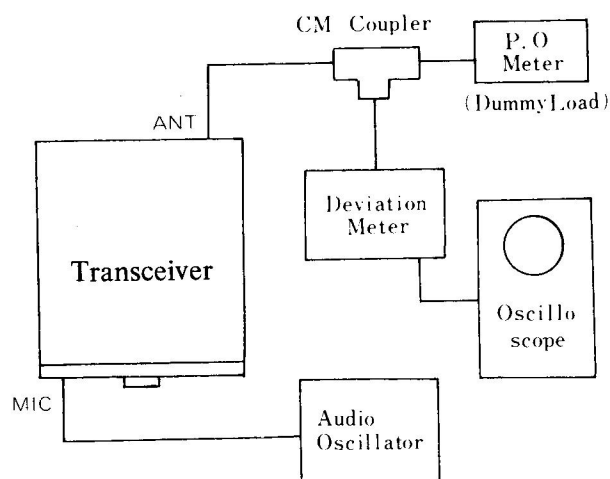 CM Coupler
P.O
Meter
(Dummy Load)
ANT
Deviation
Meter
Transceiver
Oscillo
scope
MIC
Audio
Oscillator